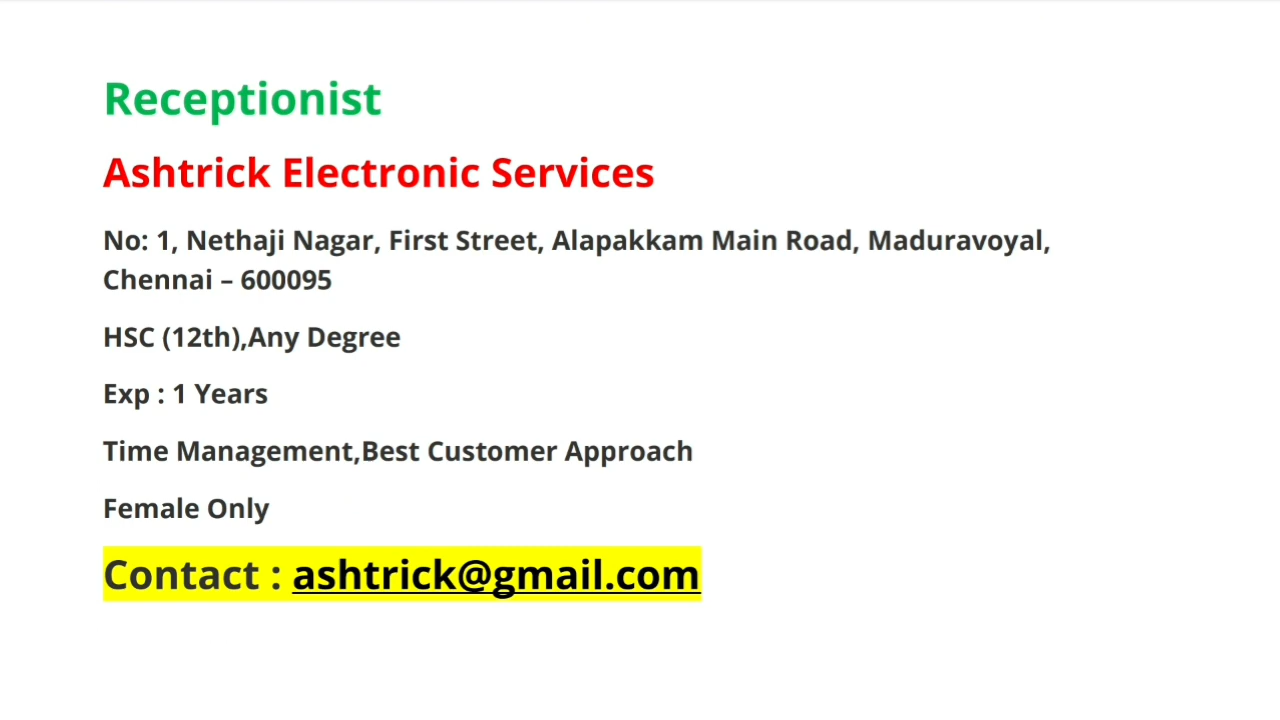 Receptionist
Ashtrick Electronic Services
No: 1, Nethaji Nagar, First Street, Alapakkam Main Road, Maduravoyal,
Chennai – 600095
HSC (12th),Any Degree
Exp : 1 Years
Time Management,Best Customer Approach
Female Only
Contact : ashtrick@gmail.com